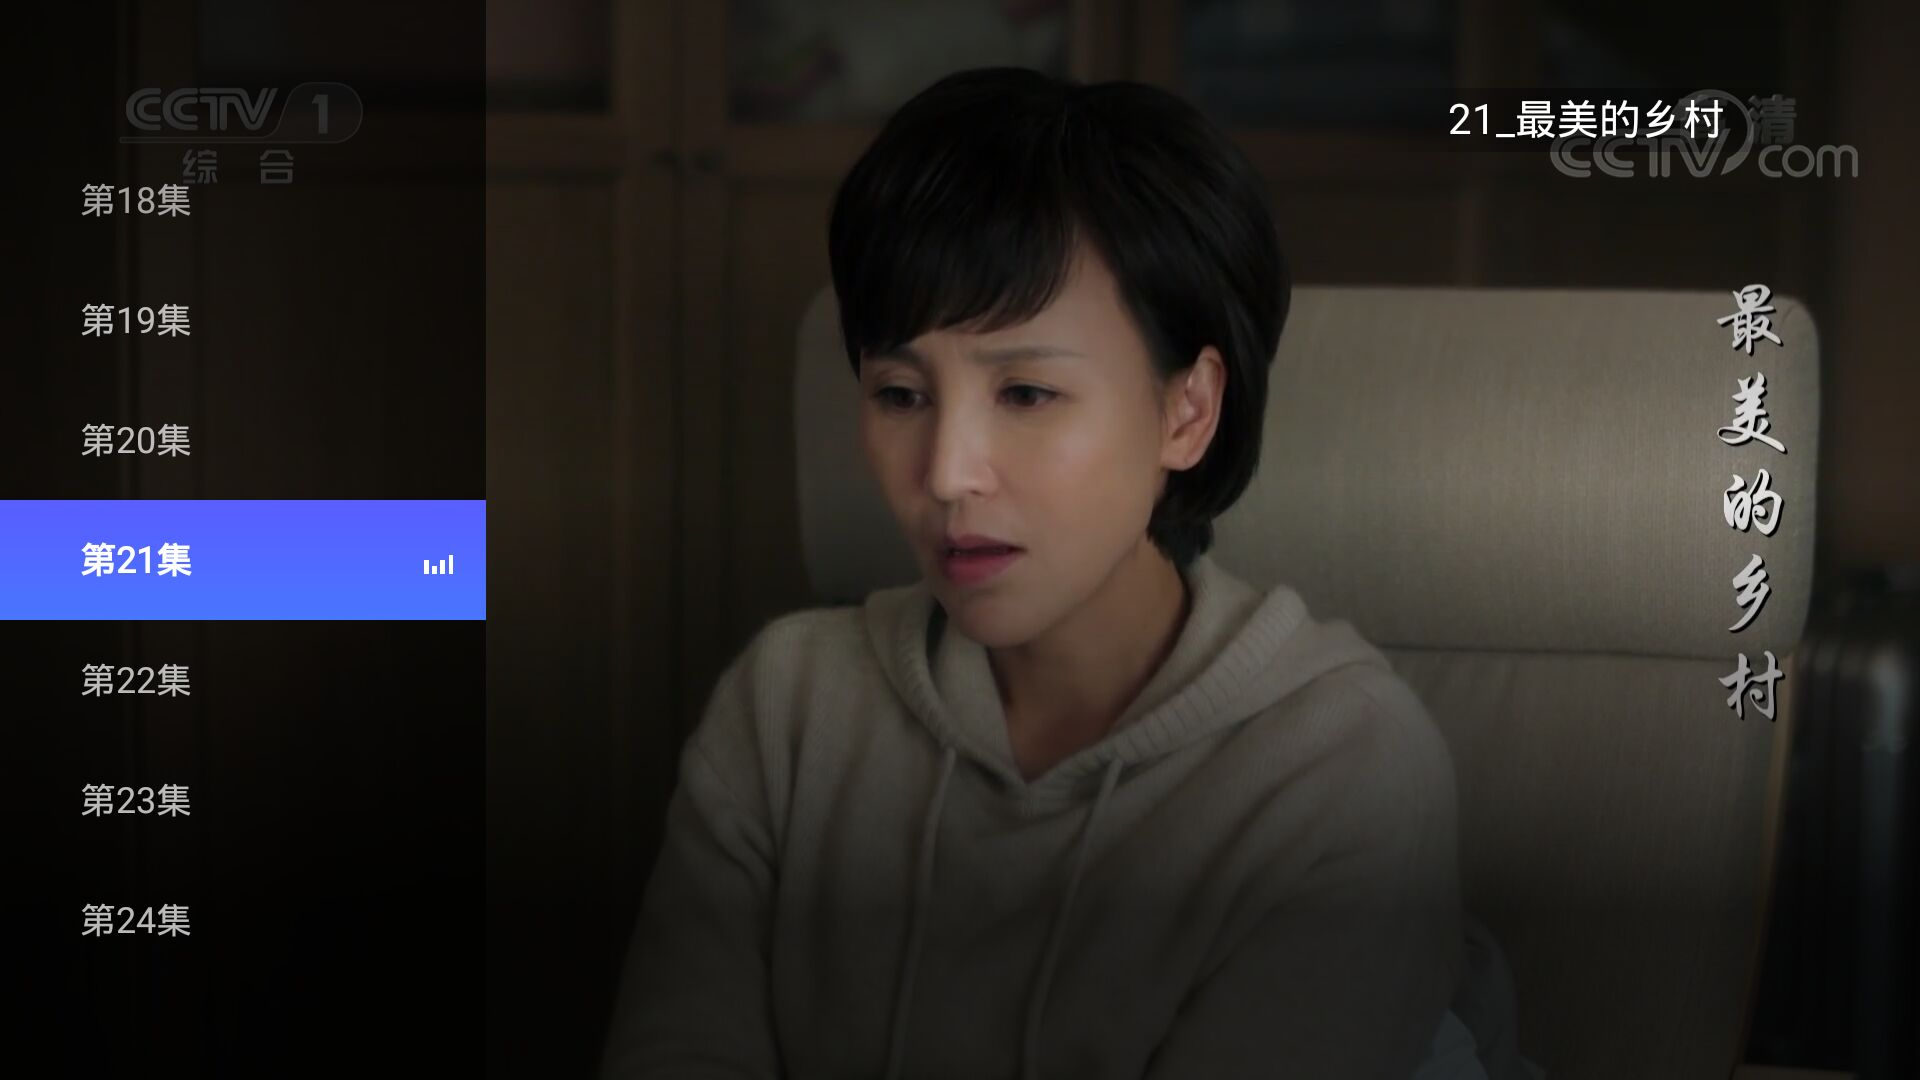 CCTV 1
综 合
21_最美的乡村
清
CCTV com
第18集
第19集
第20集
第21集
第22集
第23集
第24集
最美的乡村